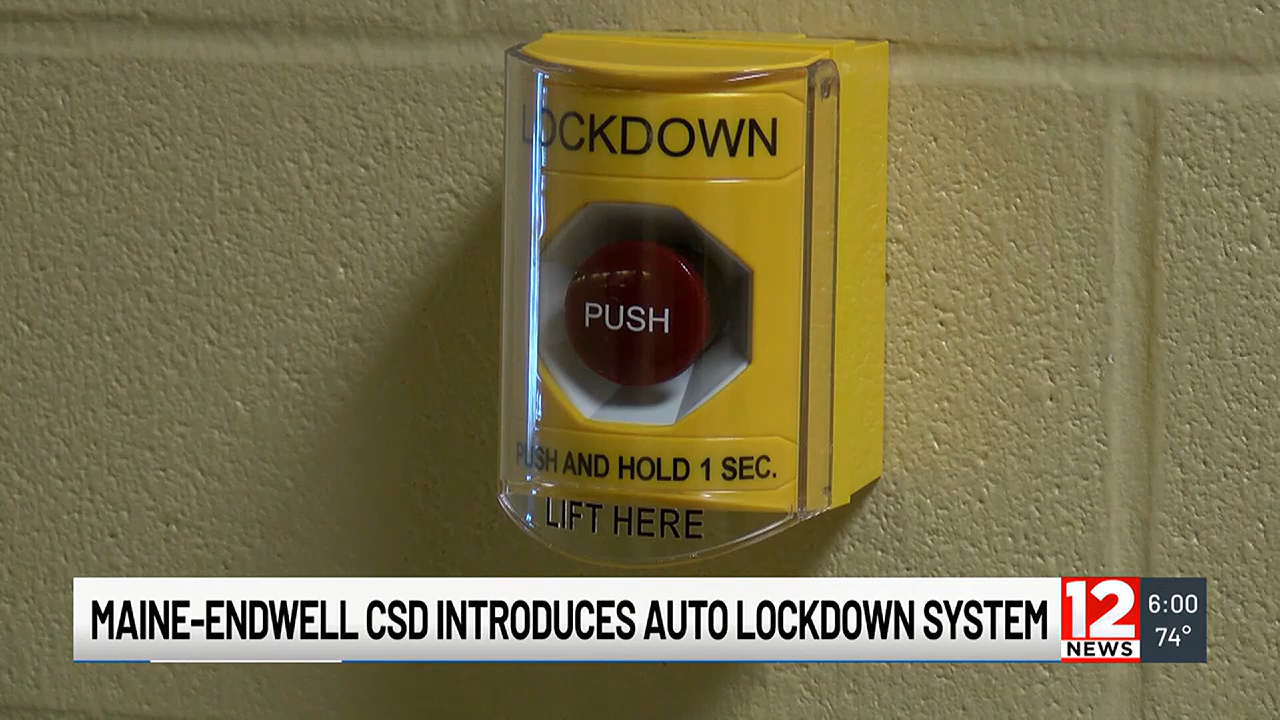 LOCKDOWN
PUSH
PUSH AND HOLD 1 SEC.
LIFT HERE
MAINE-ENDWELL CSD INTRODUCES AUTO LOCKDOWN SYSTEM
12
NEWS
6:00
74°